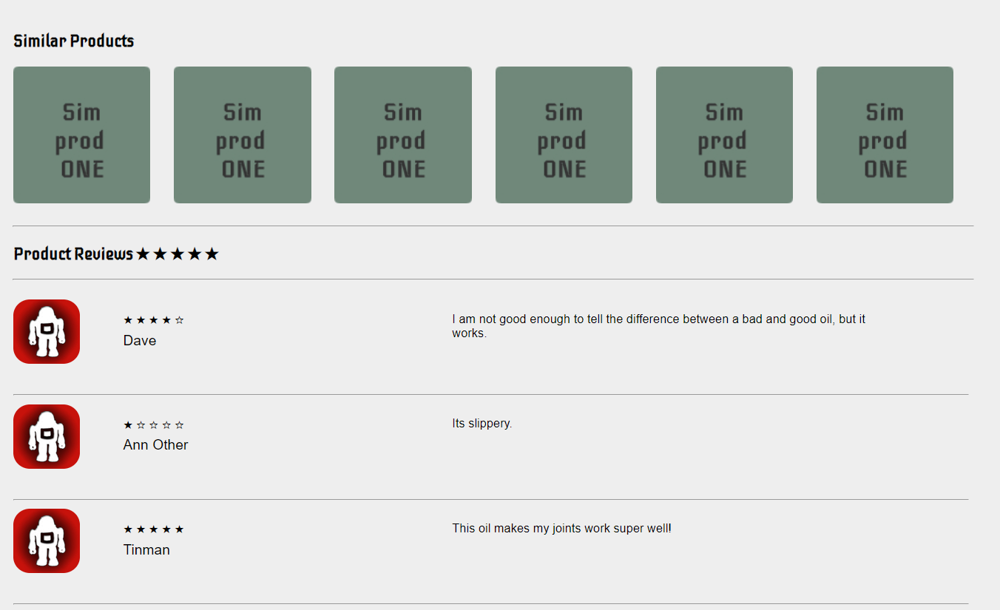 Similar Products
Sim
prod
ONE
Sim
prod
ONE
Sim
prod
ONE
Sim
prod
ONE
Sim
prod
ONE
Sim
prod
ONE
Product Reviews ★ ★ ★ ★ ★
★ ★ ★ ★ ☆
Dave
I am not good enough to tell the difference between a bad and good oil, but it
works.
★ ☆ ☆ ☆ ☆
Ann Other
Its slippery.
★ ★ ★ ★ ★
Tinman
This oil makes my joints work super well!